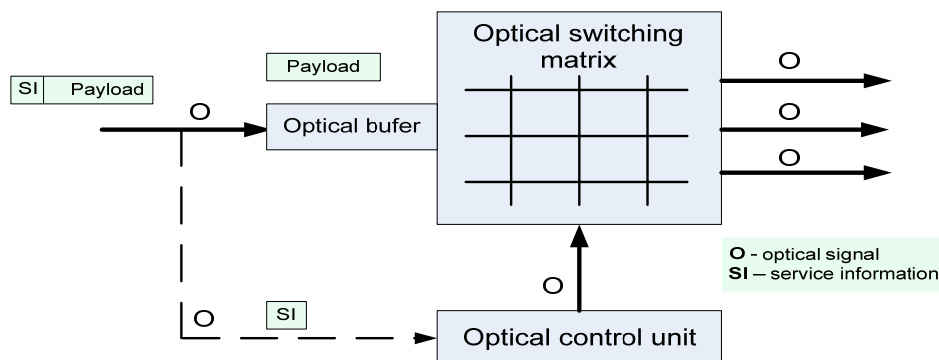 Optical switching
matrix
SI Payload
Payload
O
Optical bufer
O
O
O
O - optical signal
SI – service information
O
O
SI
Optical control unit